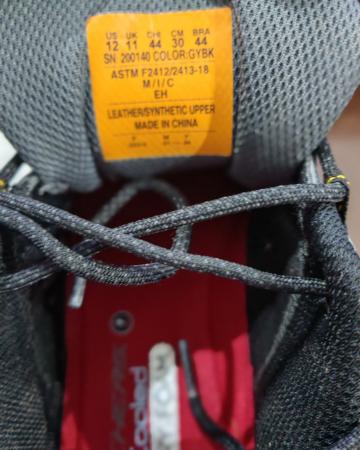 US UK CHI CM BRA
12 11 44 30 44
SN 200140 COLOR:GYBK
ASTM F2412/2413-18
M/I/C
EH
LEATHER/SYNTHETIC UPPER
MADE IN CHINA